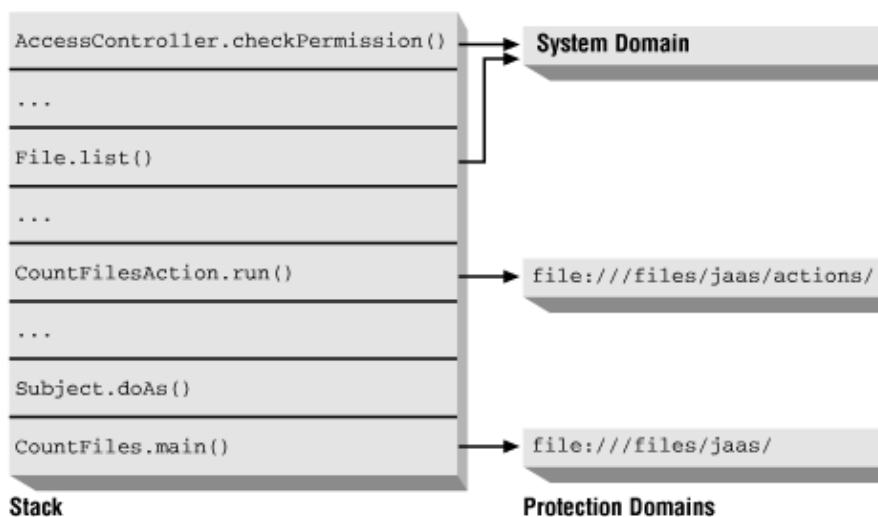 AccessController.checkPermission()
...
File.list()
...
CountFilesAction.run()
...
Subject.doAs()
CountFiles.main()
Stack
System Domain
file:///files/jaas/actions/
file:///files/jaas/
Protection Domains